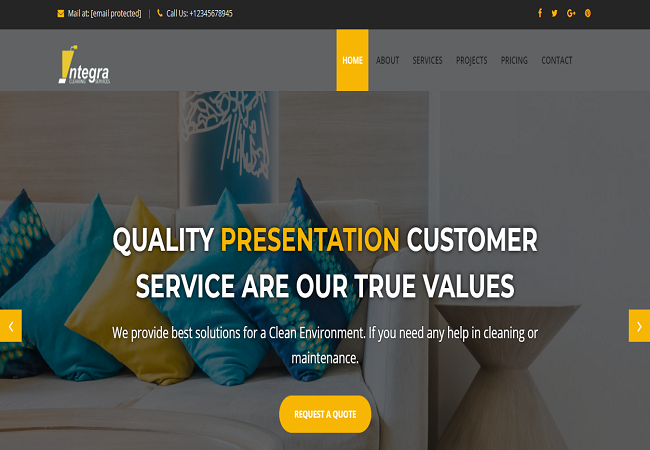 Mail at: [email protected] | Call Us: +12345678945
Integra
CLEANING SERVICES
HOME ABOUT SERVICES PROJECTS PRICING CONTACT
QUALITY PRESENTATION CUSTOMER
SERVICE ARE OUR TRUE VALUES
We provide best solutions for a Clean Environment. If you need any help in cleaning or
maintenance.
REQUEST A QUOTE